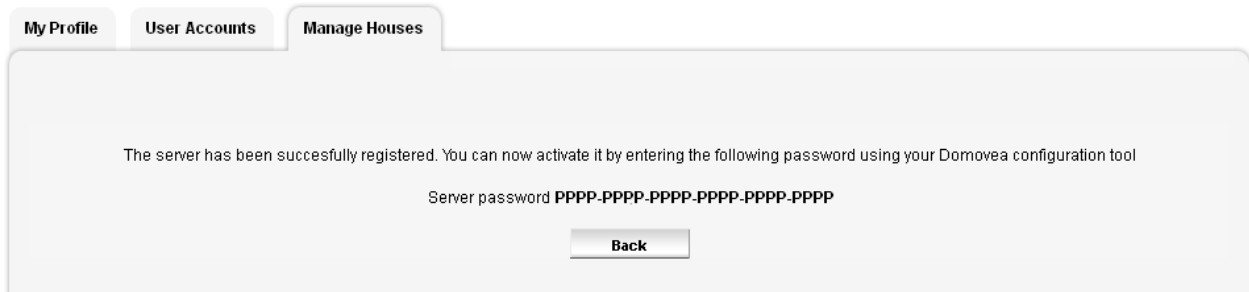 My Profile User Accounts Manage Houses
The server has been succesfully registered. You can now activate it by entering the following password using your Domovea configuration tool
Server password PPPP-PPPP-PPPP-PPPP-PPPP-PPPP
Back